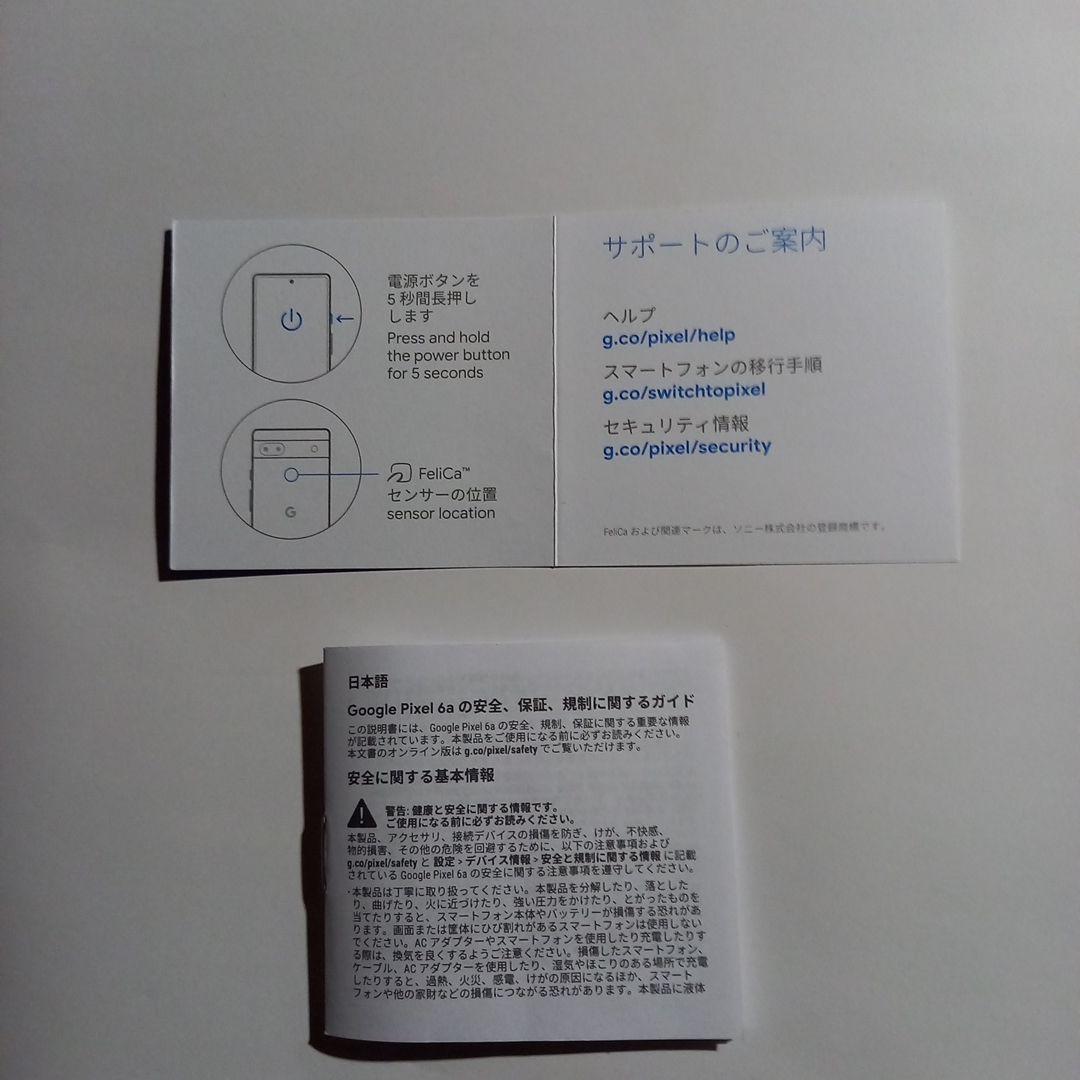 電源ボタンを
5 秒間長押し
します
Press and hold
the power button
for 5 seconds
FeliCa™
センサーの位置
sensor location
G
サポートのご案内
ヘルプ
g.co/pixel/help
スマートフォンの移行手順
g.co/switchtopixel
セキュリティ情報
g.co/pixel/security
FeliCa および関連マークは、ソニー株式会社の登録商標です。
日本語
Google Pixel 6a の安全、保証、規制に関するガイド
この説明書には、Google Pixel 6a の安全、規制、保証に関する重要な情報
が記載されています。本製品をご使用になる前に必ずお読みください。
本文書のオンライン版は g.co/pixel/safety でご覧いただけます。
安全に関する基本情報
警告: 健康と安全に関する情報です。
ご使用になる前に必ずお読みください。
本製品、アクセサリ、接続デバイスの損傷を防ぎ、けが、不快感、
物的損害、その他の危険を回避するために、以下の注意事項および
g.co/pixel/safety と 設定 > デバイス情報 > 安全と規制に関する情報 に記載
されている Google Pixel 6a の安全に関する注意事項を遵守してください。
· 本製品は丁寧に取り扱ってください。本製品を分解したり、落とした
り、曲げたり、火に近づけたり、強い圧力をかけたり、とがったものを
当てたりすると、スマートフォン本体やバッテリーが損傷する恐れがあ
ります。画面または筐体にひび割れがあるスマートフォンは使用しない
でください。AC アダプターやスマートフォンを使用したり充電したりす
る際は、換気を良くするようご注意ください。損傷したスマートフォン、
ケーブル、AC アダプターを使用したり、湿気やほこりのある場所で充電
したりすると、過熱、火災、感電、けがの原因になるほか、スマート
フォンや他の家財などの損傷につながる恐れがあります。本製品に液体